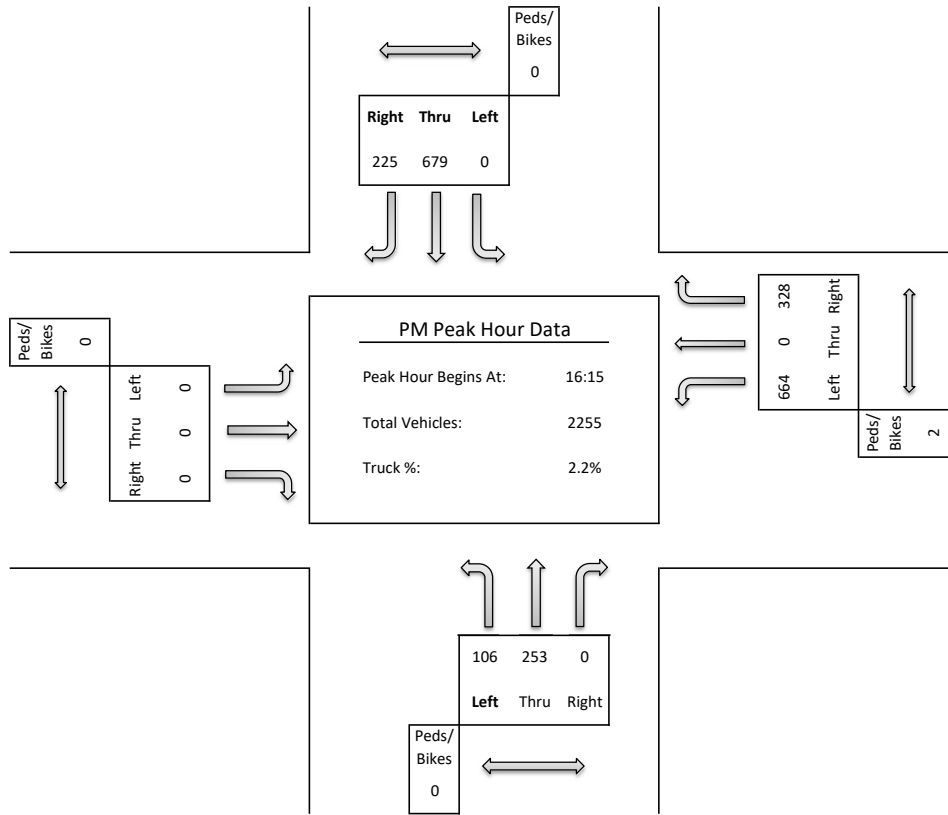 Peds/
Bikes
0
Right Thru Left
225 679 0
Peds/
Bikes
0
Left
Thru
Right
0
0
0
PM Peak Hour Data
Peak Hour Begins At: 16:15
Total Vehicles: 2255
Truck %: 2.2%
328
0
664
Right
Thru
Left
Peds/
Bikes
2
106 253 0
Left Thru Right
Peds/
Bikes
0